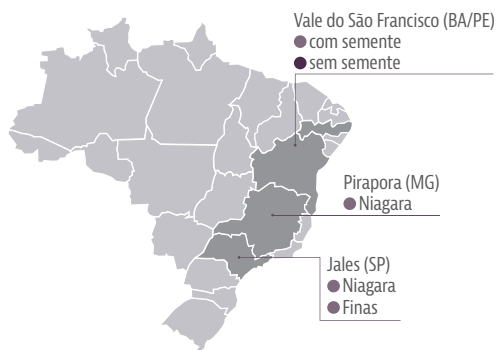 Vale do São Francisco (BA/PE)
com semente
sem semente
Pirapora (MG)
Niagara
Jales (SP)
Niagara
Finas